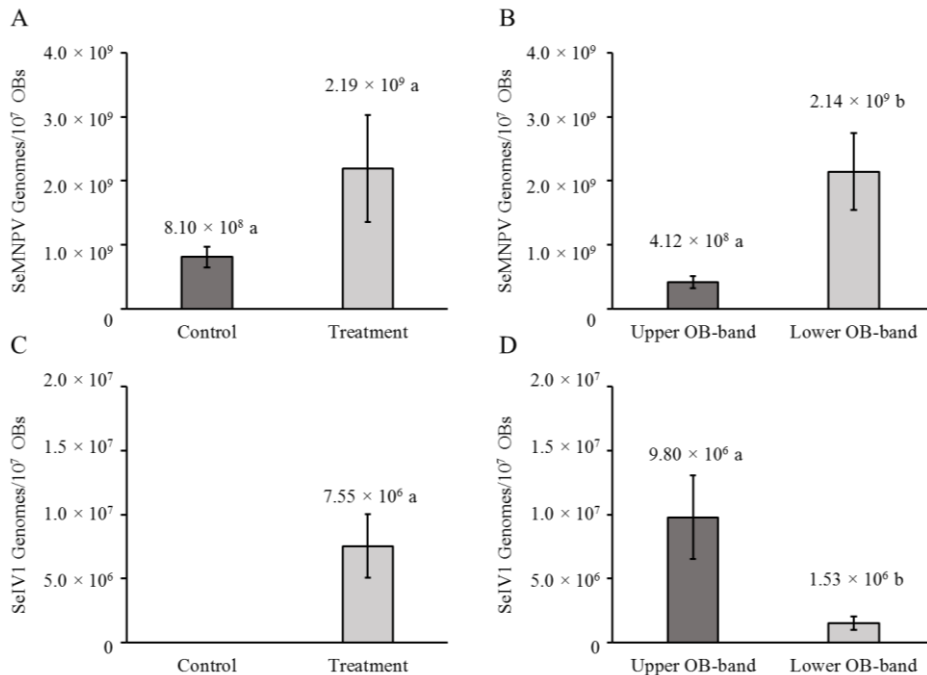 A
SeMNPV Genomes/10⁷ OBs
4.0 × 10⁹
3.0 × 10⁹
2.0 × 10⁹
1.0 × 10⁹
0
8.10 × 10⁸ a
2.19 × 10⁹ a
Control
Treatment
B
SeMNPV Genomes/10⁷ OBs
4.0 × 10⁹
3.0 × 10⁹
2.0 × 10⁹
1.0 × 10⁹
0
4.12 × 10⁸ a
2.14 × 10⁹ b
Upper OB-band
Lower OB-band
C
SeIV1 Genomes/10⁷ OBs
2.0 × 10⁷
1.5 × 10⁷
1.0 × 10⁷
5.0 × 10⁶
0
7.55 × 10⁶ a
Control
Treatment
D
SeIV1 Genomes/10⁷ OBs
2.0 × 10⁷
1.5 × 10⁷
1.0 × 10⁷
5.0 × 10⁶
0
9.80 × 10⁶ a
1.53 × 10⁶ b
Upper OB-band
Lower OB-band